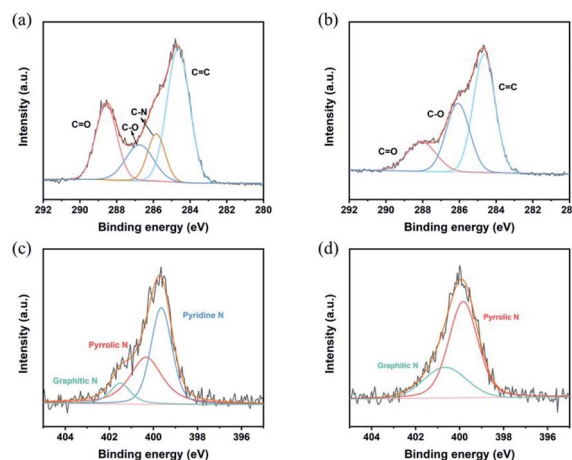 (a)
Intensity (a.u.)
C=C
C-N
C-O
C=O
292 290 288 286 284 282 280
Binding energy (eV)
(b)
Intensity (a.u.)
C=C
C-O
C=O
292 290 288 286 284 282 28
Binding energy (eV)
(c)
Intensity (a.u.)
Pyridine N
Pyrrolic N
Graphitic N
404 402 400 398 396
Binding energy (eV)
(d)
Intensity (a.u.)
Pyrrolic N
Graphitic N
404 402 400 398 396
Binding energy (eV)